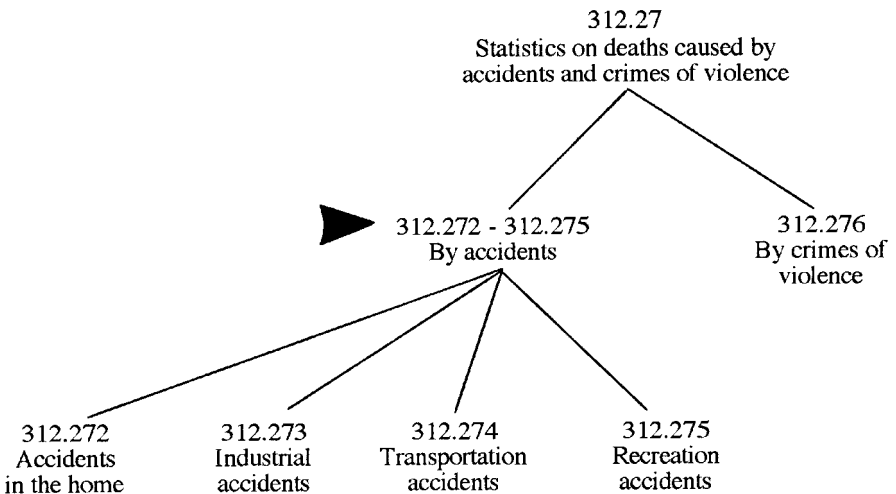 312.27
Statistics on deaths caused by
accidents and crimes of violence
312.272 - 312.275
By accidents
312.276
By crimes of
violence
312.272
Accidents
in the home
312.273
Industrial
accidents
312.274
Transportation
accidents
312.275
Recreation
accidents